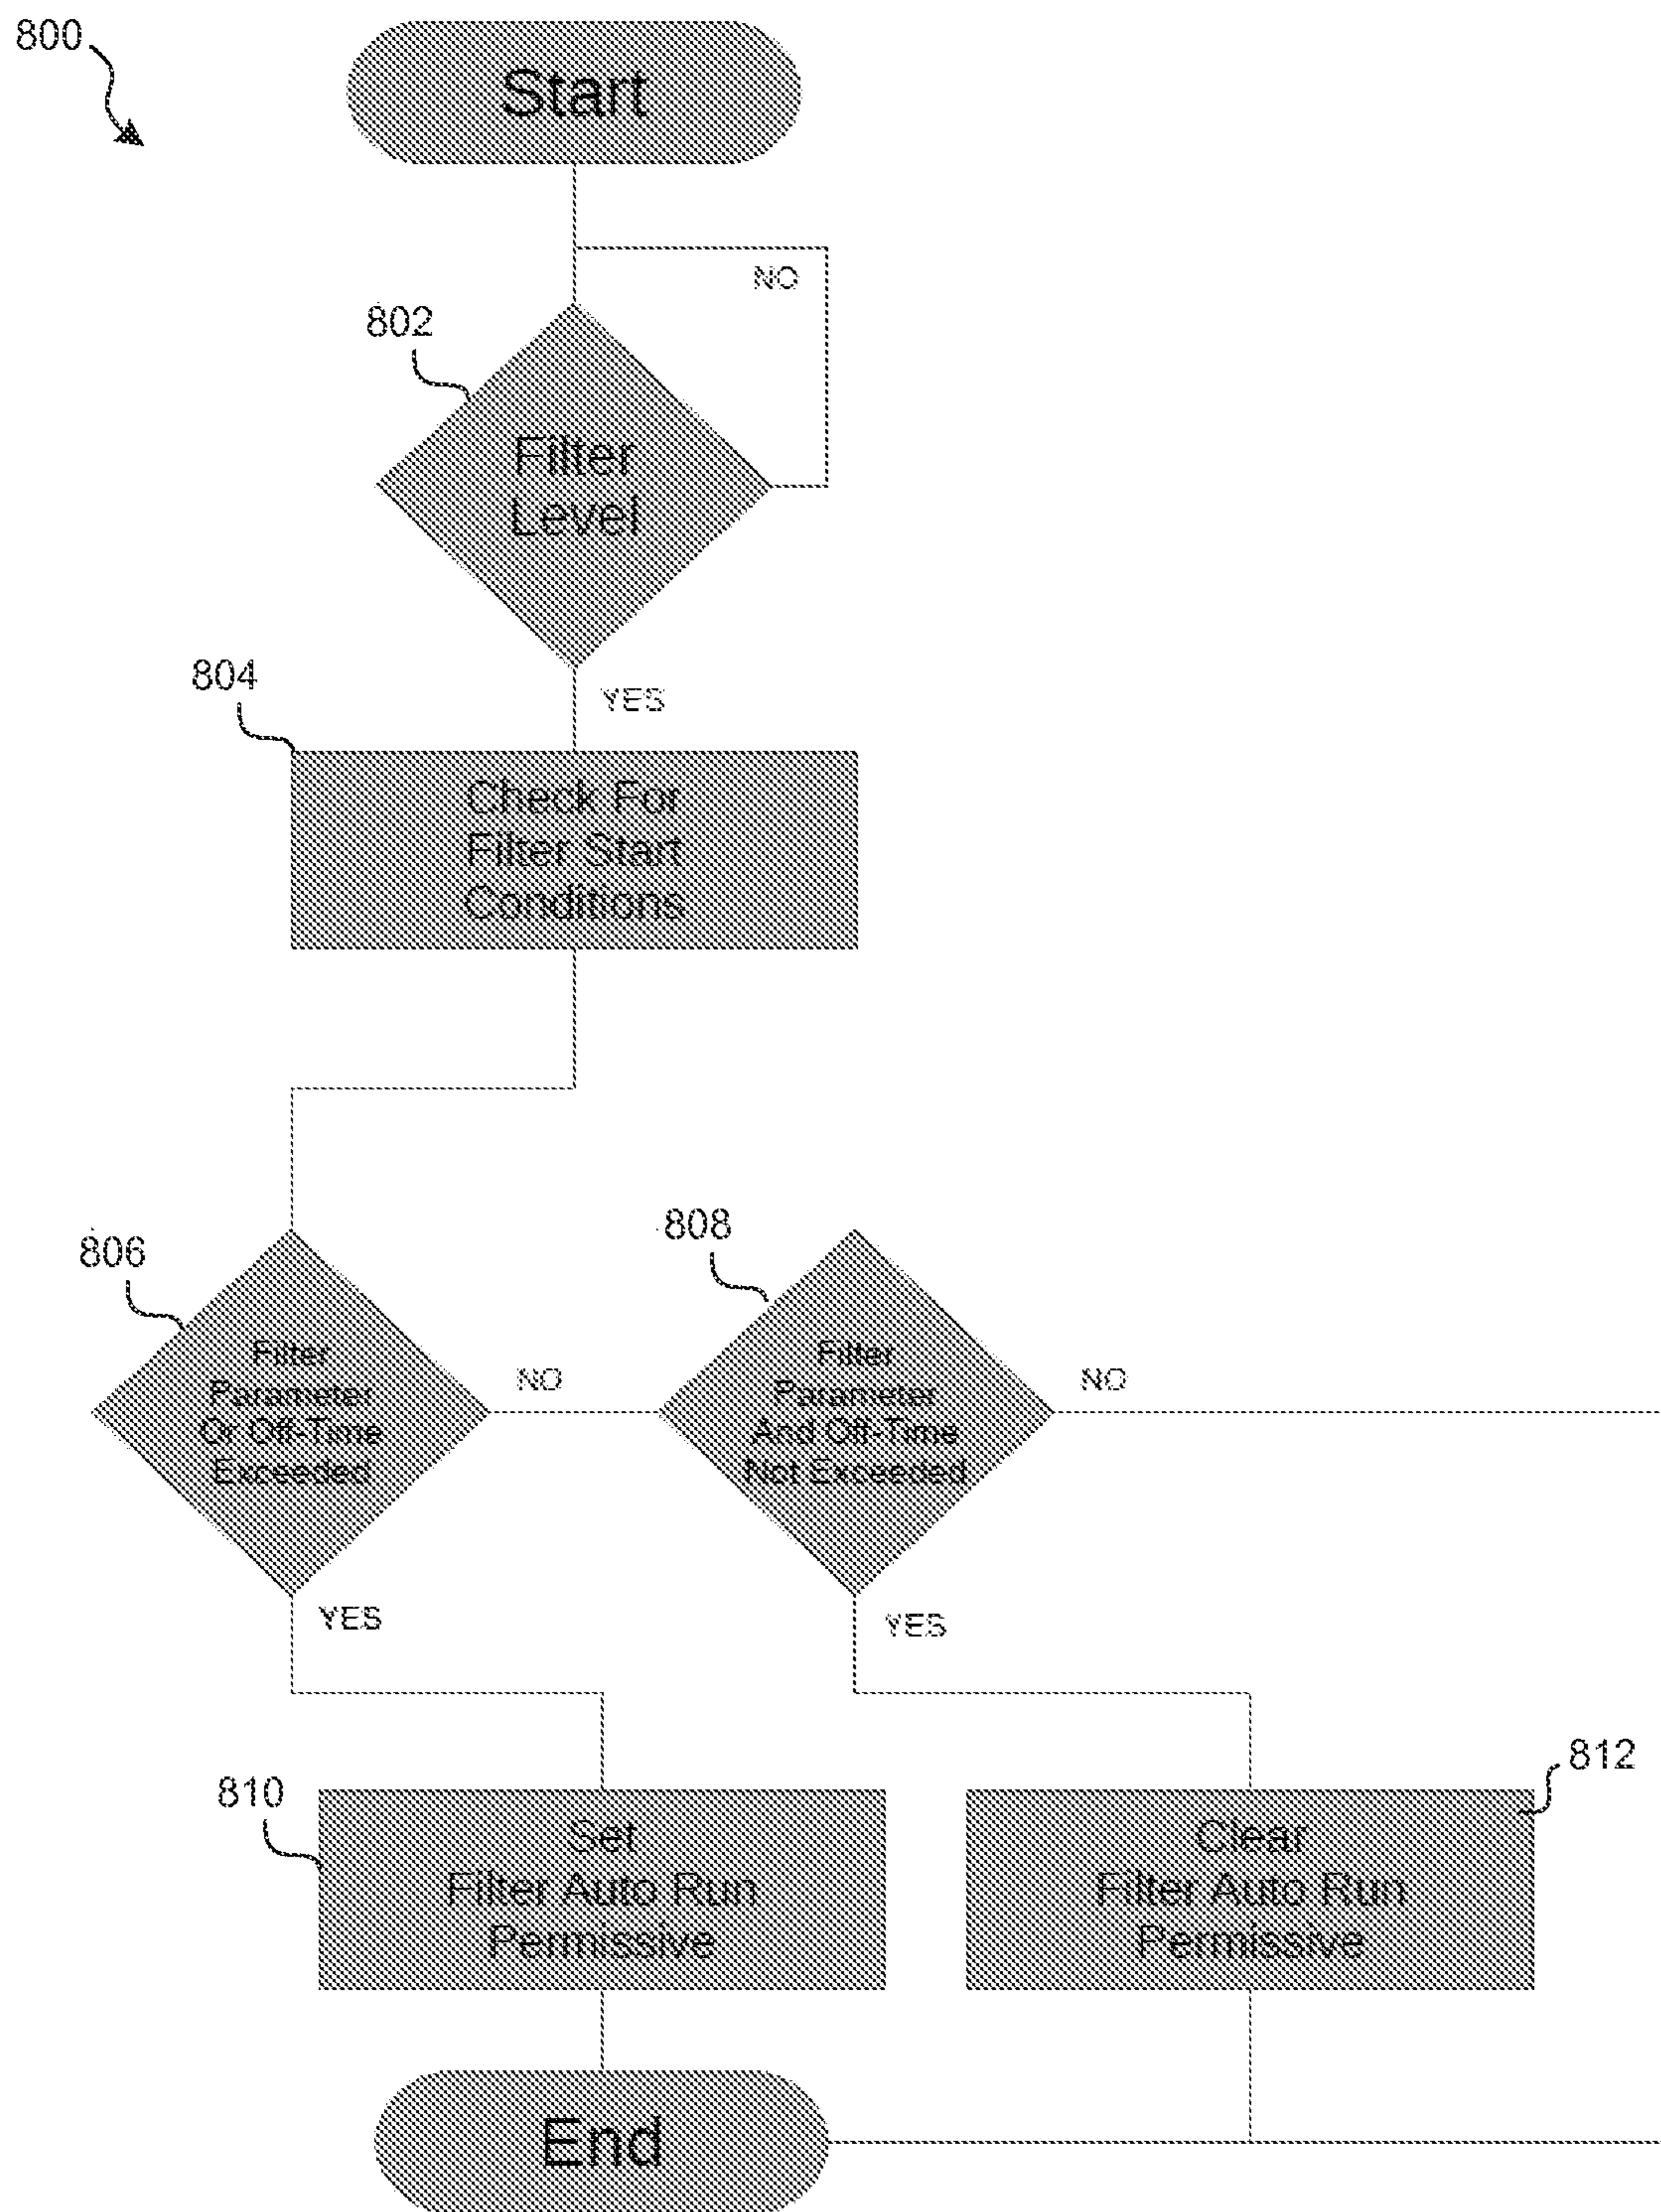 800
Start
NO
802
Filter
Level
YES
804
Check For
Filter Start
Conditions
806
Filter
Parameter
Or Off-Time
Exceeded
NO
808
Filter
Parameter
And Off-Time
Not Exceeded
NO
YES
YES
810
Set
Filter Auto Run
Permissive
812
Clear
Filter Auto Run
Permissive
End